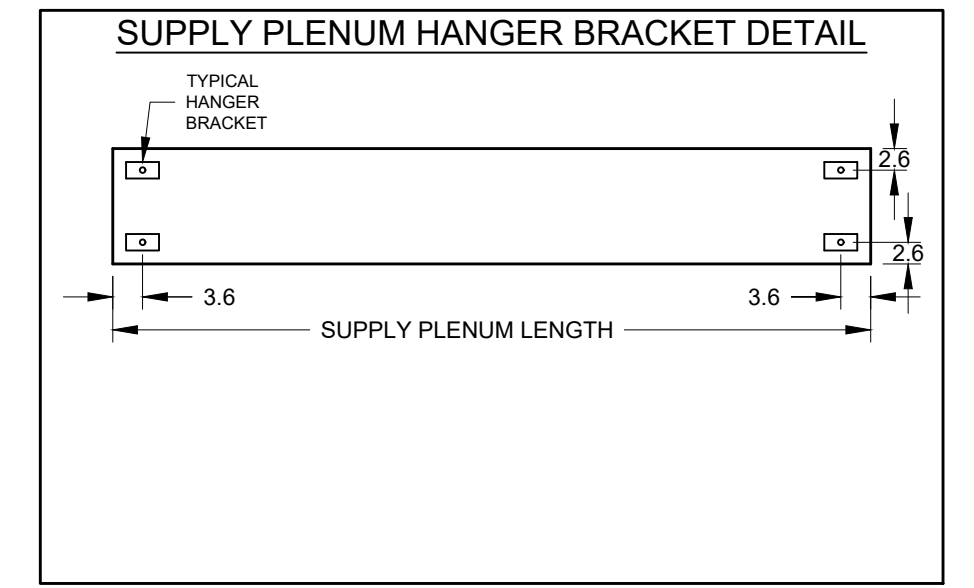 SUPPLY PLENUM HANGER BRACKET DETAIL
TYPICAL
HANGER
BRACKET
2.6
2.6
3.6
3.6
SUPPLY PLENUM LENGTH